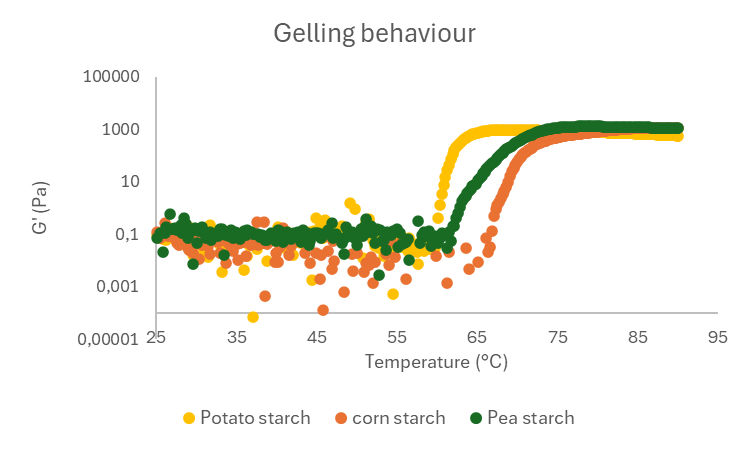 Gelling behaviour
100000
1000
10
0,1
0,001
0,00001
G' (Pa)
25 35 45 55 65 75 85 95
Temperature (°C)
Potato starch corn starch Pea starch